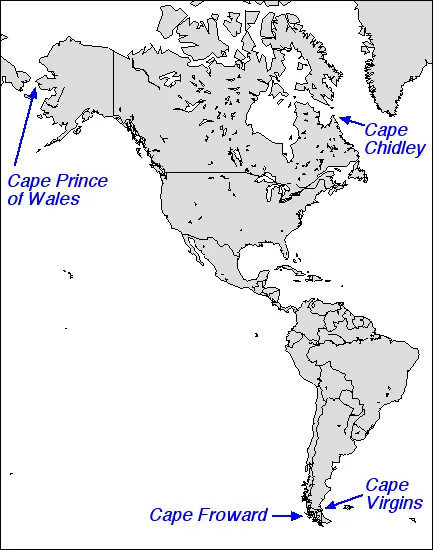 Cape
Chidley
Cape Prince
of Wales
Cape
Virgins
Cape Froward